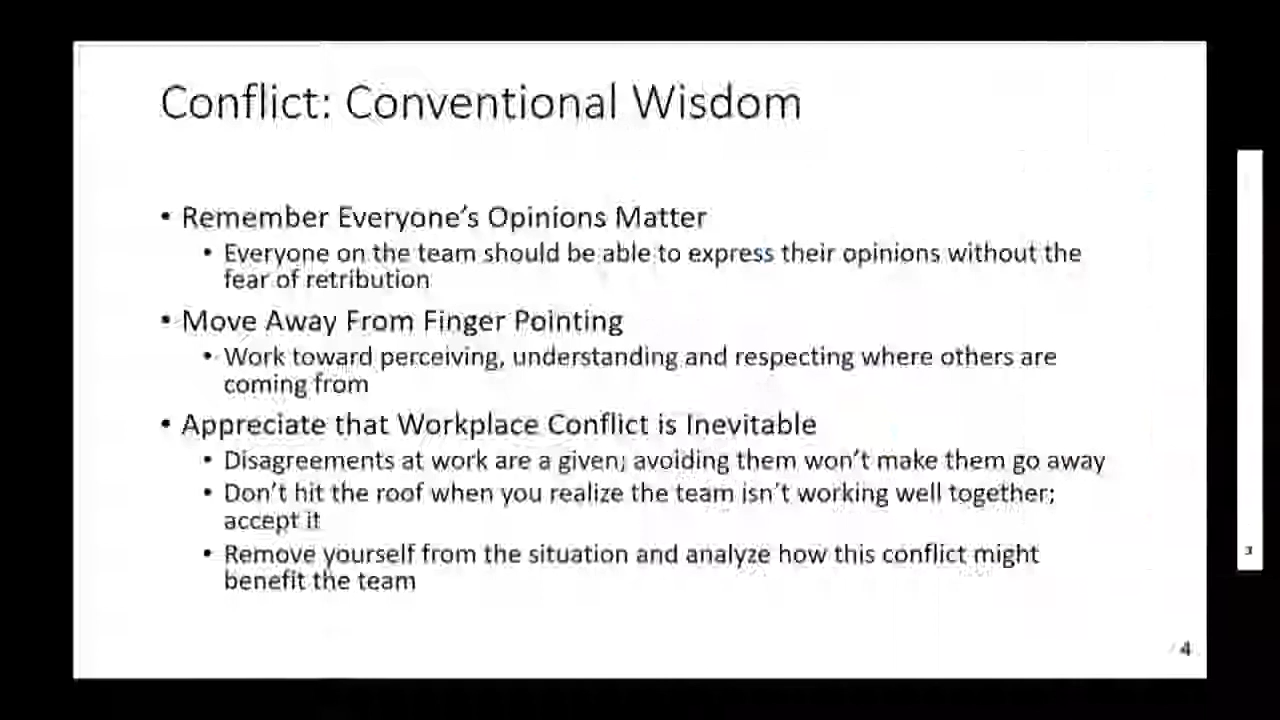 Conflict: Conventional Wisdom
• Remember Everyone's Opinions Matter
• Everyone on the team should be able to express their opinions without the
fear of retribution
• Move Away From Finger Pointing
• Work toward perceiving, understanding and respecting where others are
coming from
• Appreciate that Workplace Conflict is Inevitable
• Disagreements at work are a given; avoiding them won't make them go away
• Don't hit the roof when you realize the team isn't working well together;
accept it
• Remove yourself from the situation and analyze how this conflict might
benefit the team
4
3